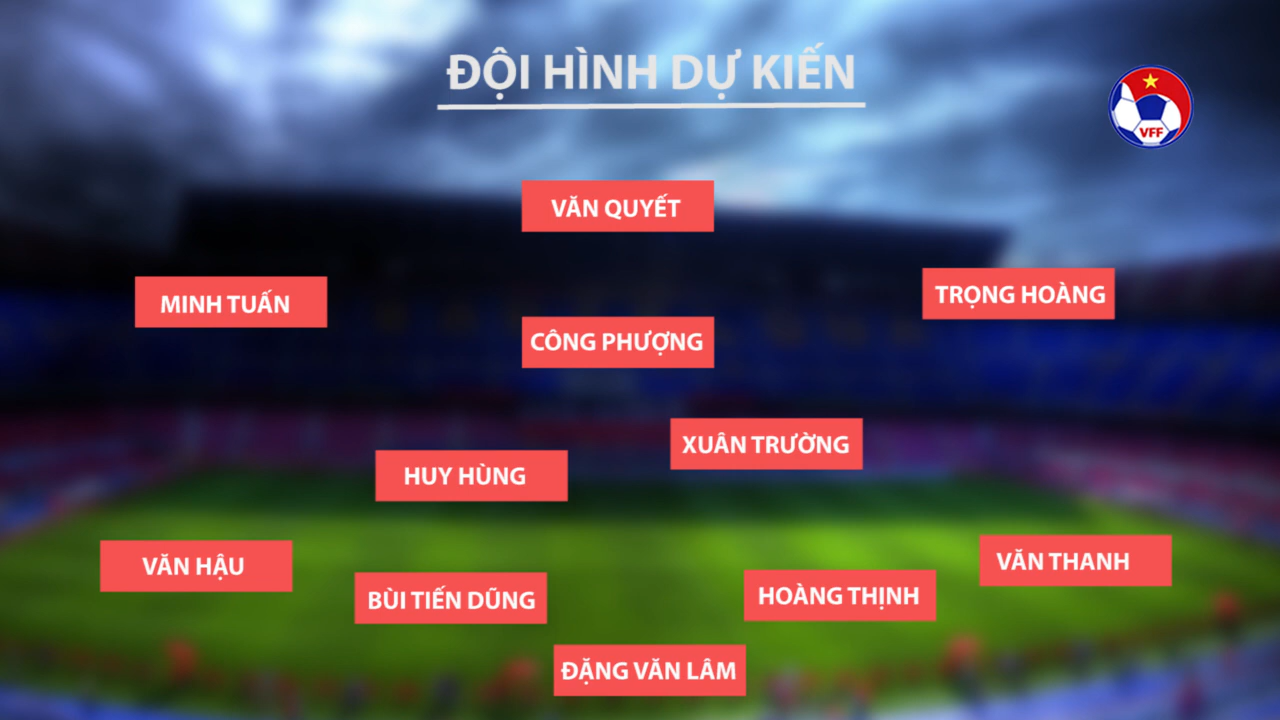 ĐỘI HÌNH DỰ KIẾN
VFF
VĂN QUYẾT
MINH TUẤN
TRỌNG HOÀNG
CÔNG PHƯỢNG
XUÂN TRƯỜNG
HUY HÙNG
VĂN HẬU
VĂN THANH
BÙI TIẾN DŨNG
HOÀNG THỊNH
ĐẶNG VĂN LÂM